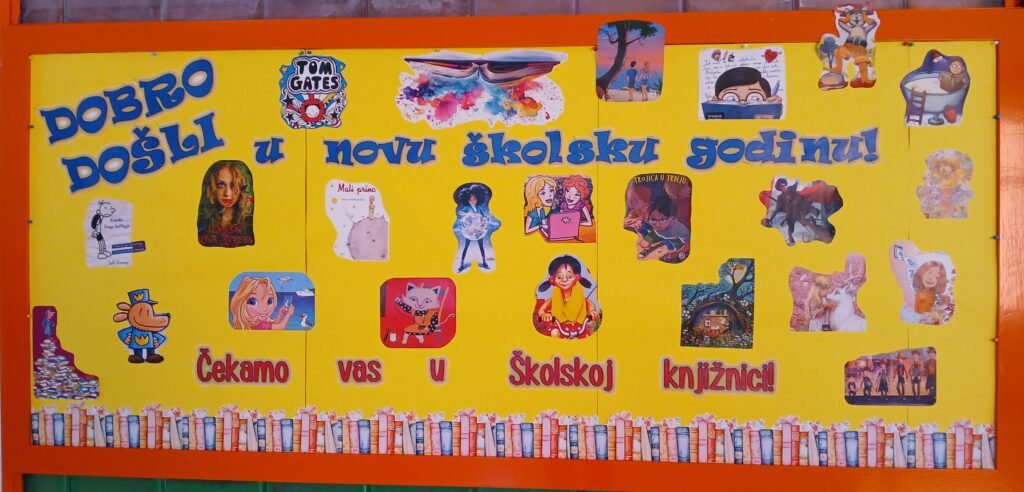 DOBRO
DOŠLI u novu školsku godinu!
TOM
GATES
Mali princ
TROJICA U TRNJU
Čekamo vas u Školskoj knjižnici!